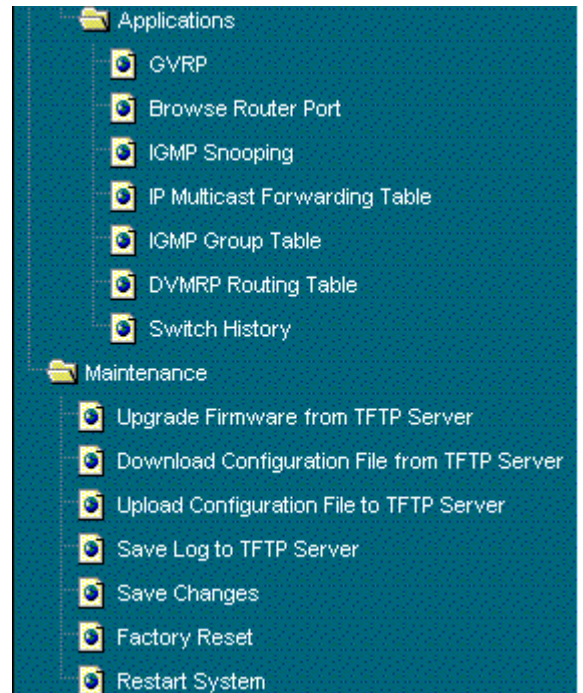 Applications
GVRP
Browse Router Port
IGMP Snooping
IP Multicast Forwarding Table
IGMP Group Table
DVMRP Routing Table
Switch History
Maintenance
Upgrade Firmware from TFTP Server
Download Configuration File from TFTP Server
Upload Configuration File to TFTP Server
Save Log to TFTP Server
Save Changes
Factory Reset
Restart System